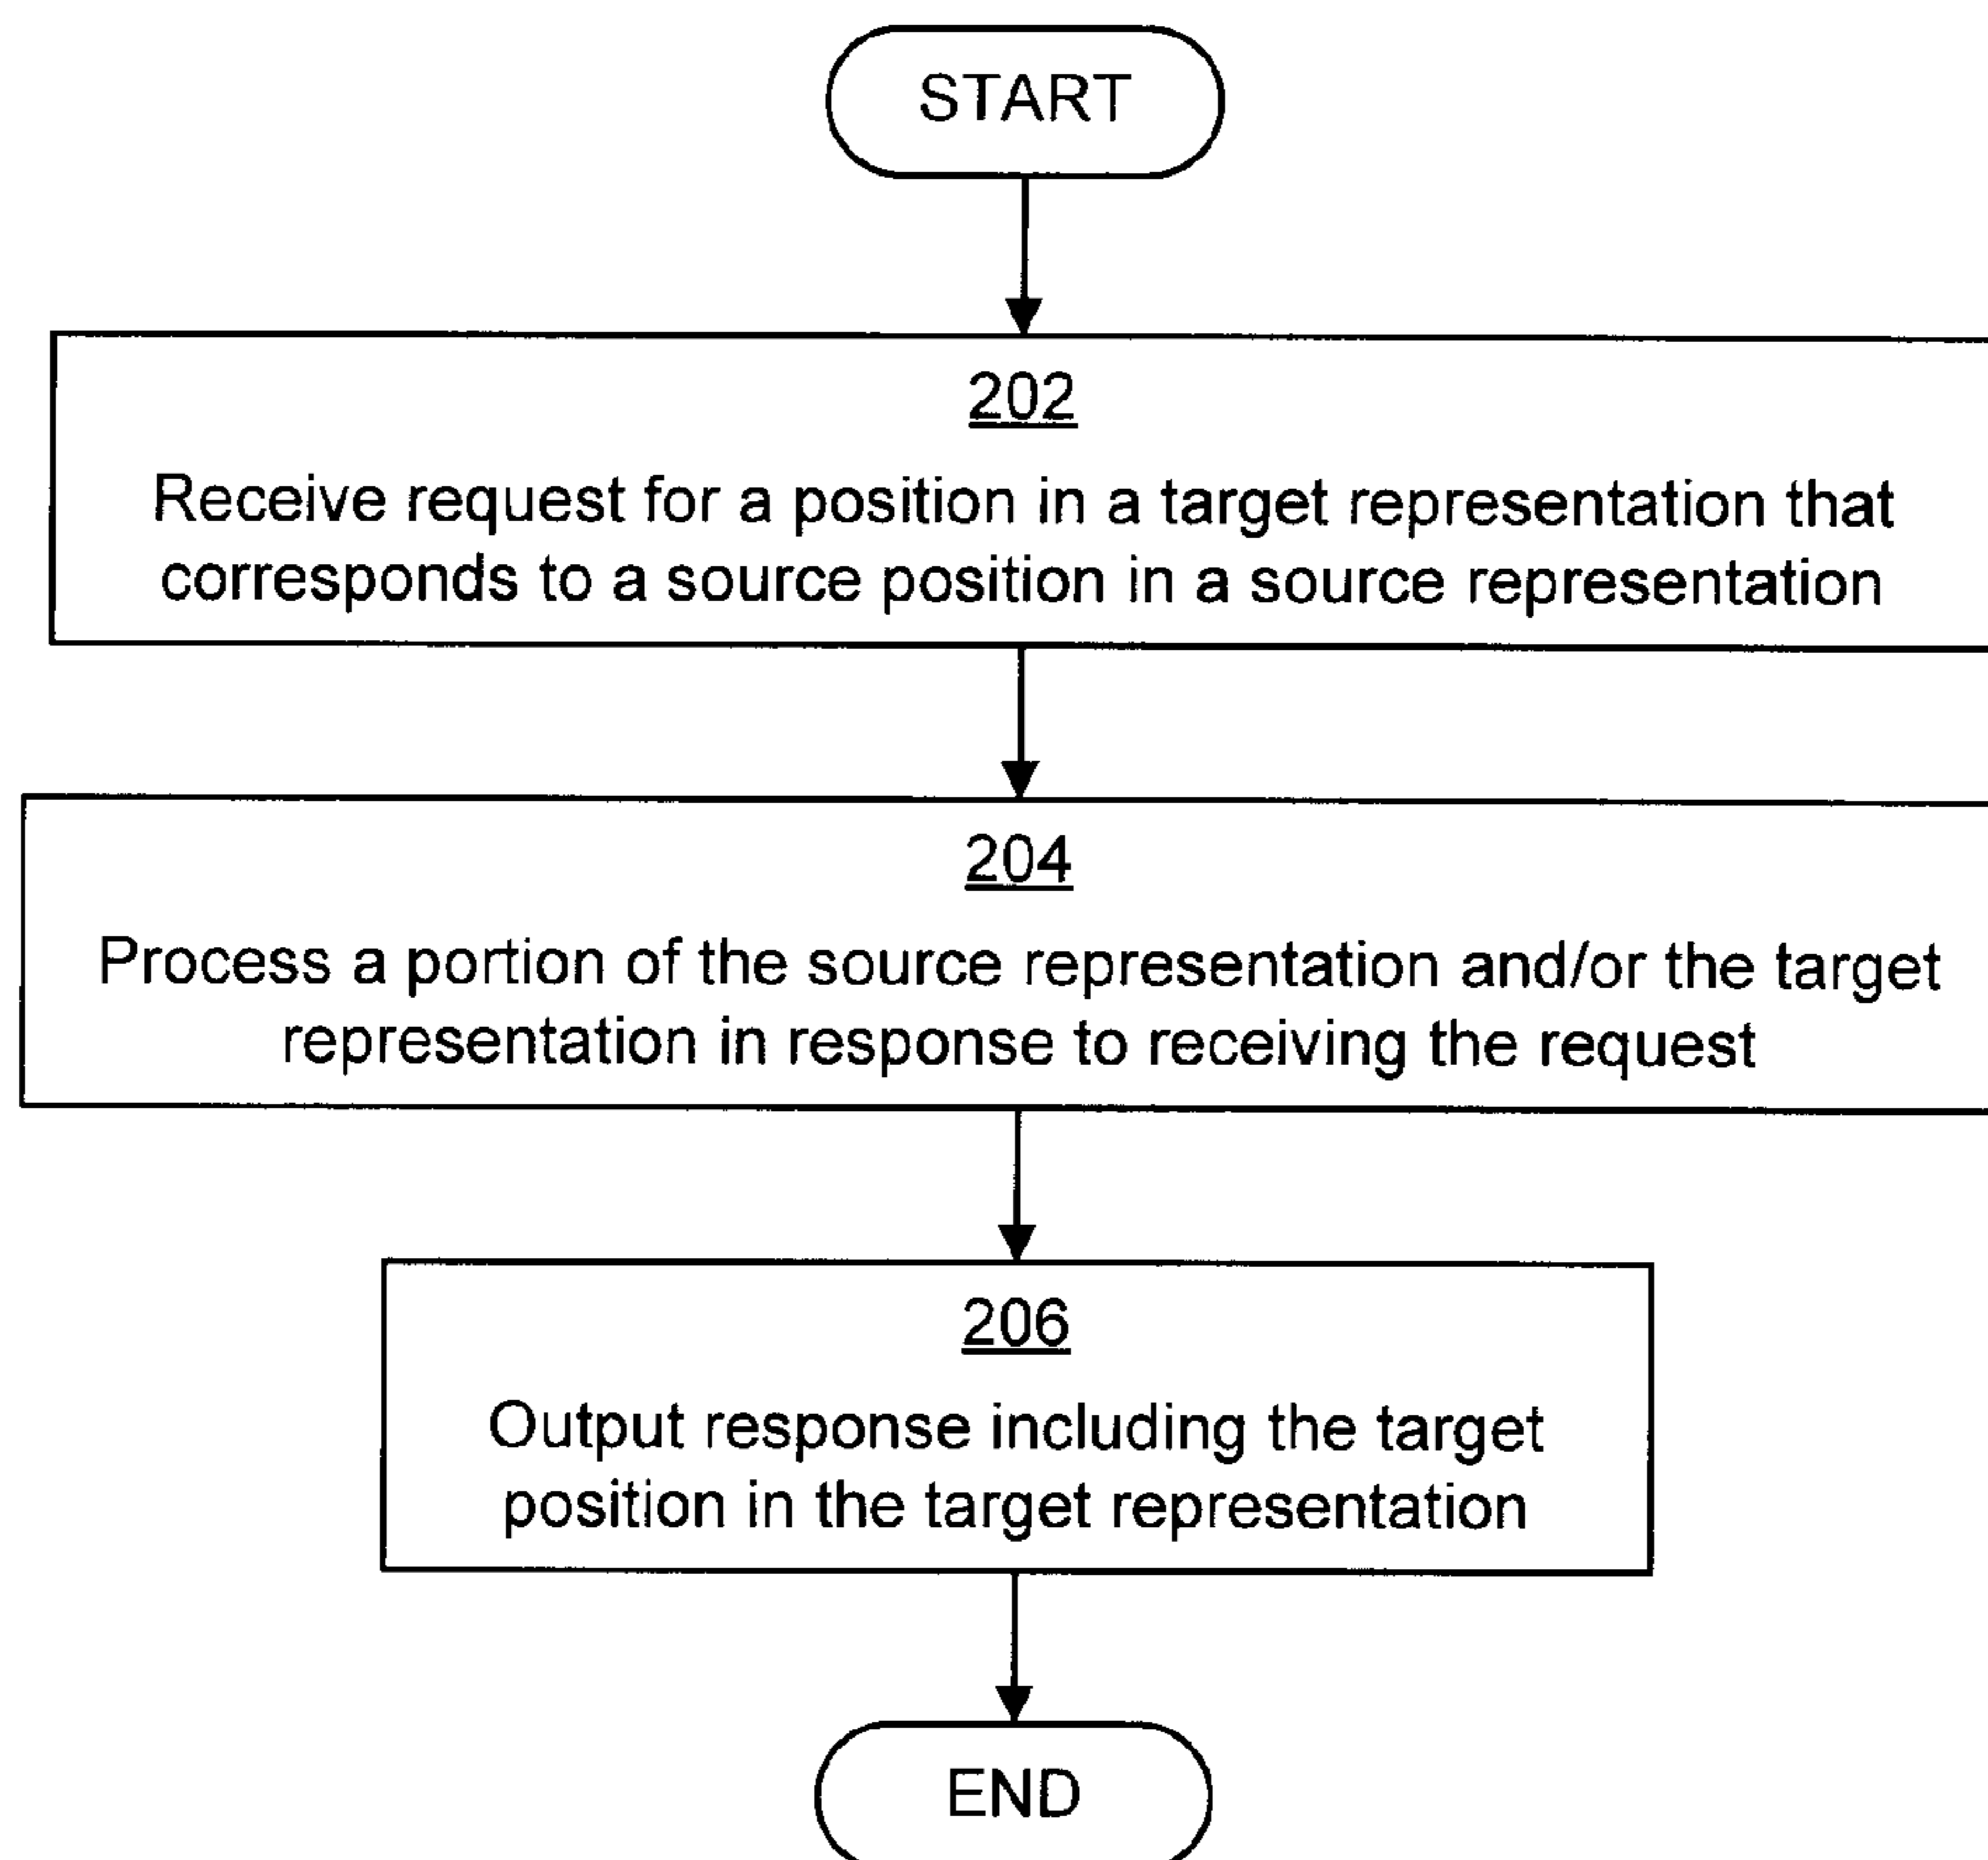 START
202
Receive request for a position in a target representation that
corresponds to a source position in a source representation
204
Process a portion of the source representation and/or the target
representation in response to receiving the request
206
Output response including the target
position in the target representation
END